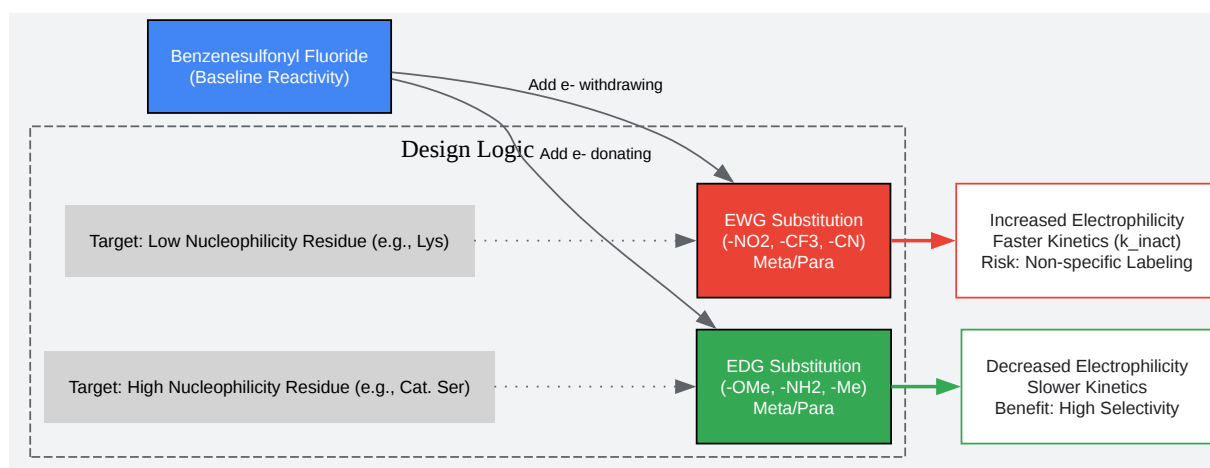 Benzenesulfonyl Fluoride
(Baseline Reactivity)
Add e- withdrawing
Design Logic
Add e- donating
Target: Low Nucleophilicity Residue (e.g., Lys)
EWG Substitution
(-NO2, -CF3, -CN)
Meta/Para
Increased Electrophilicity
Faster Kinetics (k_inact)
Risk: Non-specific Labeling
Target: High Nucleophilicity Residue (e.g., Cat. Ser)
EDG Substitution
(-OMe, -NH2, -Me)
Meta/Para
Decreased Electrophilicity
Slower Kinetics
Benefit: High Selectivity